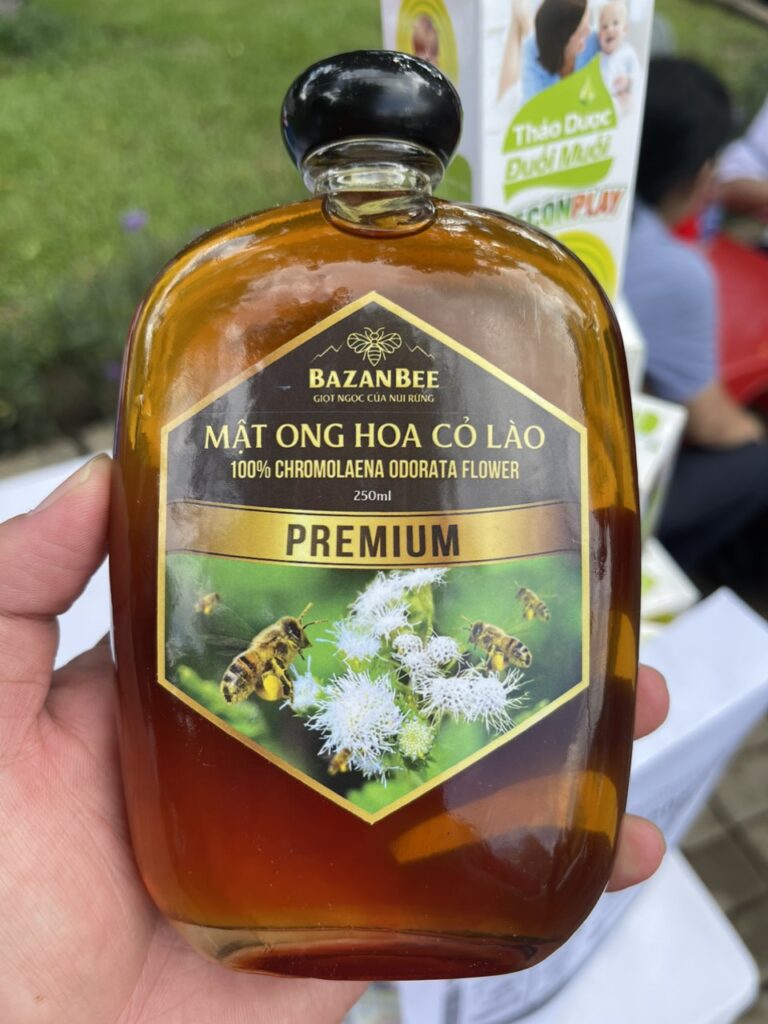 Thảo Dược
Đuổi Muỗi
CONPLAY
BAZANBEE
GIỌT NGỌC CỦA NÚI RỪNG
MẬT ONG HOA CỎ LÀO
100% CHROMOLAENA ODORATA FLOWER
250ml
PREMIUM